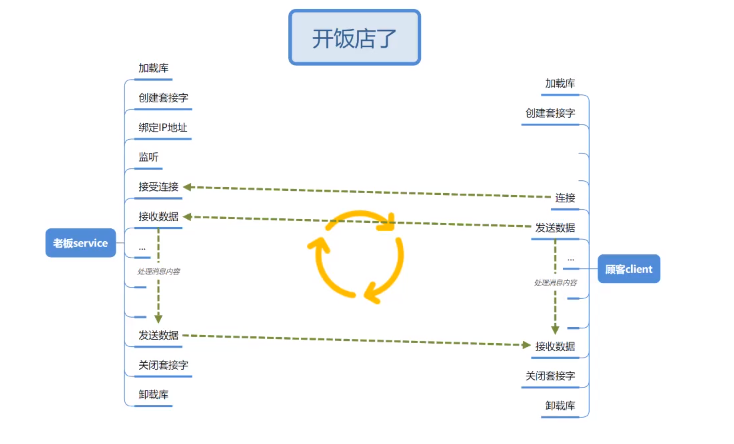 开饭店了
加载库
创建套接字
绑定IP地址
监听
接受连接
接收数据
...
处理消息内容
发送数据
关闭套接字
卸载库
老板service
加载库
创建套接字
连接
发送数据
...
处理消息内容
接收数据
关闭套接字
卸载库
顾客client